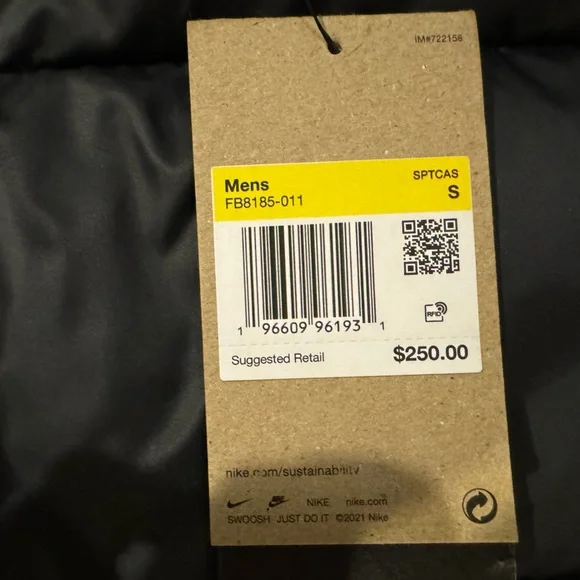 IM#722158
Mens SPTCAS
FB8185-011 S
RFID
1 96609 96193 1
Suggested Retail $250.00
nike.com/sustainability
NIKE nike.com
SWOOSH JUST DO IT ©2021 Nike